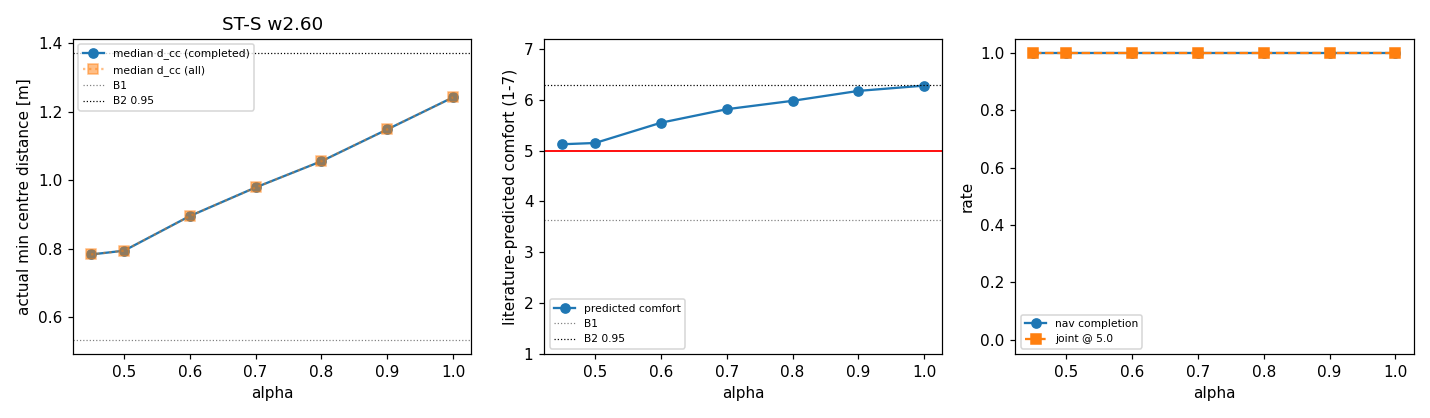 ST-S w2.60
actual min centre distance [m]
1.4
1.2
1.0
0.8
0.6
median d_cc (completed)
median d_cc (all)
B1
B2 0.95
0.5 0.6 0.7 0.8 0.9 1.0
alpha
literature-predicted comfort (1-7)
7
6
5
4
3
2
1
predicted comfort
B1
B2 0.95
0.5 0.6 0.7 0.8 0.9 1.0
alpha
rate
1.0
0.8
0.6
0.4
0.2
0.0
nav completion
joint @ 5.0
0.5 0.6 0.7 0.8 0.9 1.0
alpha